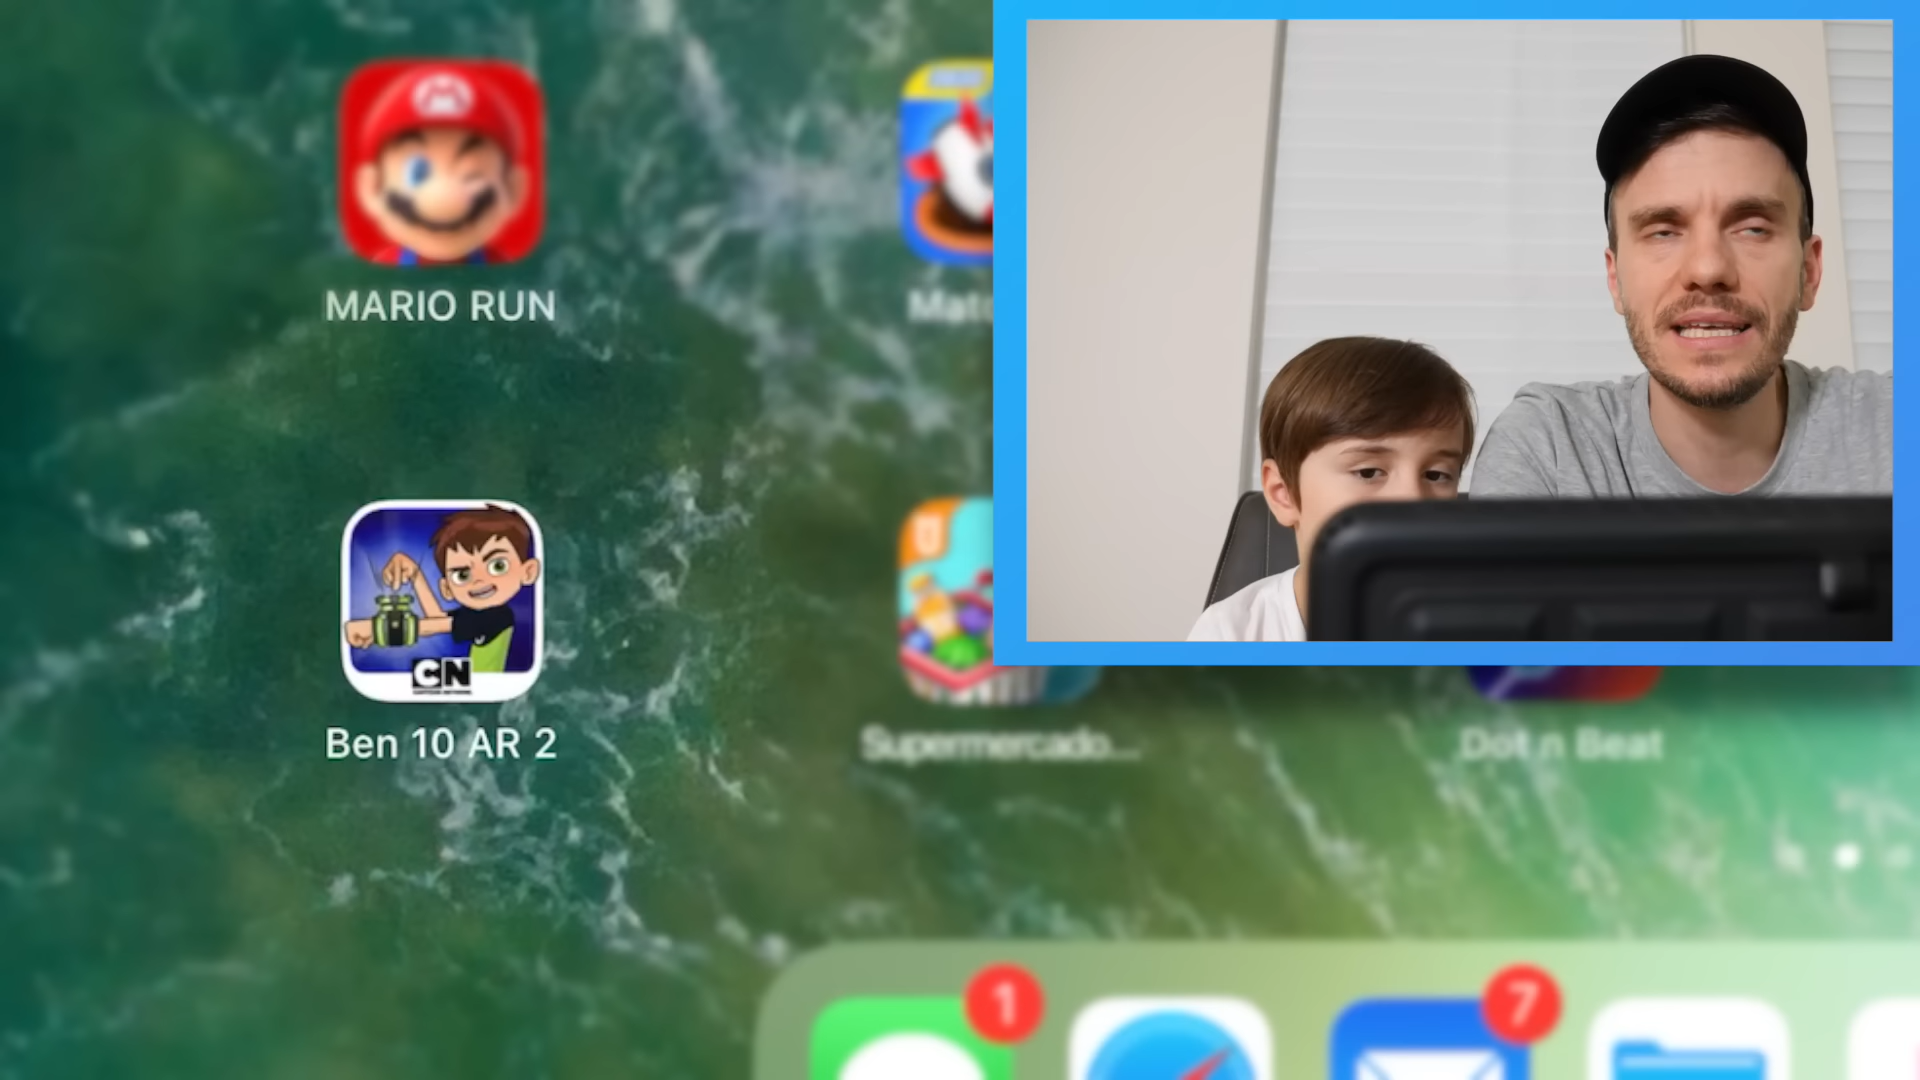 MARIO RUN
Ben 10 AR 2
CN
Supermercado...
Dot n Beat
1
7